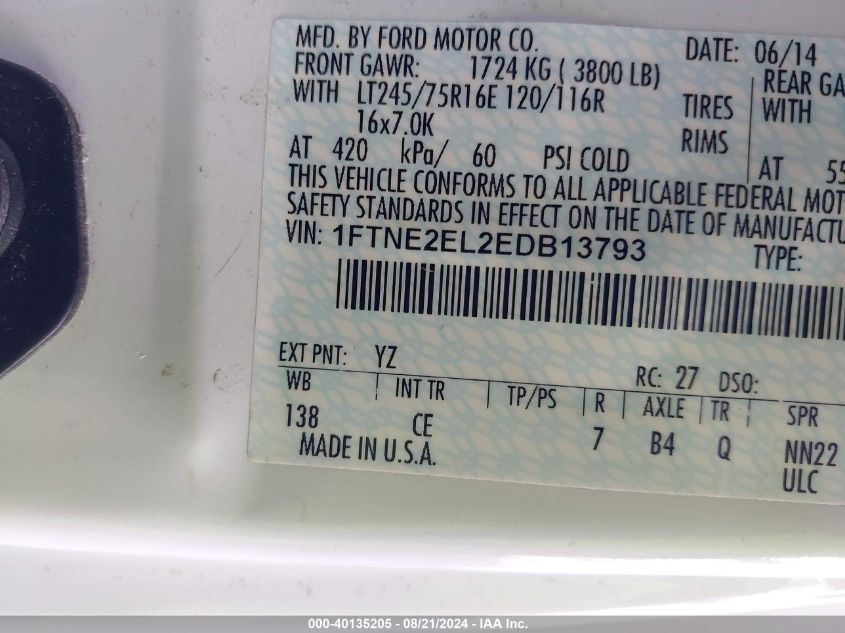 MFD. BY FORD MOTOR CO. DATE: 06/14
FRONT GAWR: 1724 KG ( 3800 LB) REAR GA
WITH LT245/75R16E 120/116R TIRES WITH
16x7.0K RIMS
AT 420 kPa/ 60 PSI COLD AT 55
THIS VEHICLE CONFORMS TO ALL APPLICABLE FEDERAL MOT
SAFETY STANDARDS IN EFFECT ON THE DATE OF MANUFACTU
VIN: 1FTNE2EL2EDB13793 TYPE:
EXT PNT: YZ RC: 27 DSO:
WB INT TR TP/PS R AXLE TR SPR
138 CE 7 B4 Q NN22
MADE IN U.S.A. ULC
000-40135205 - 08/21/2024 - IAA Inc.